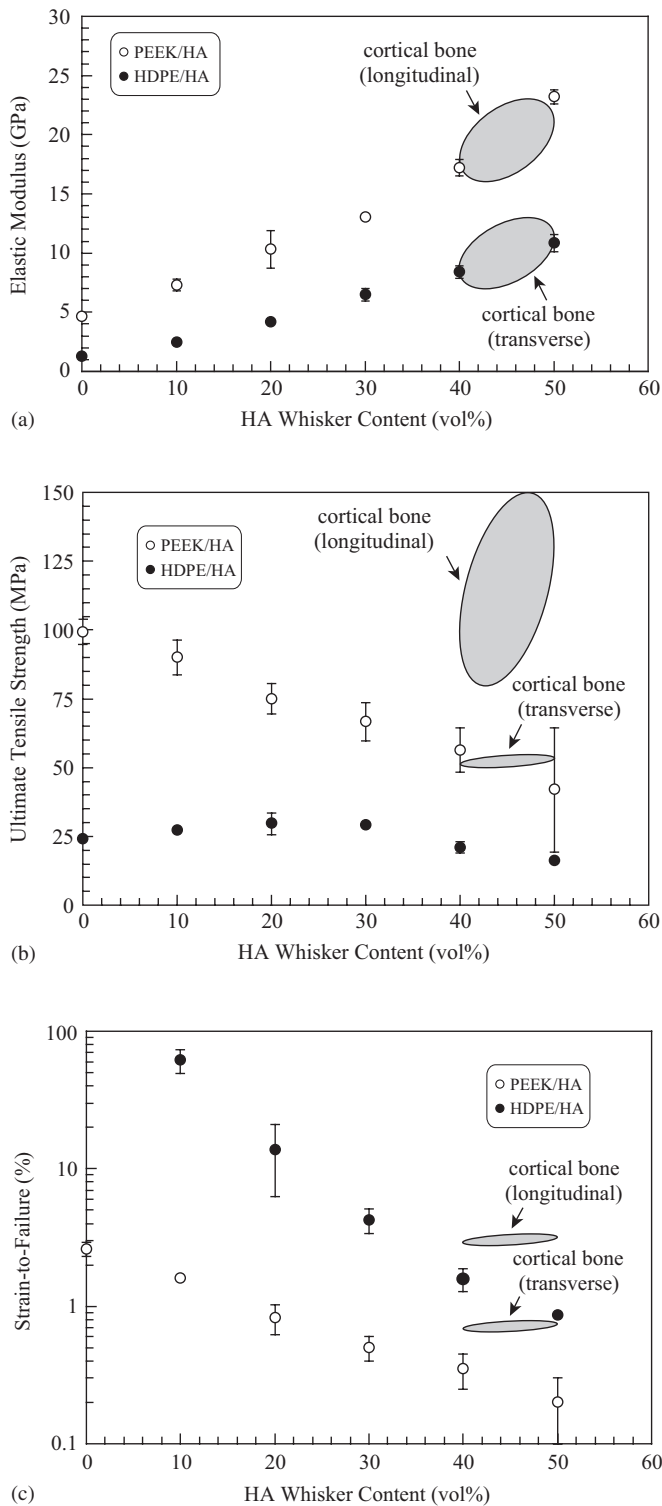 30
25
20
15
10
5
0
Elastic Modulus (GPa)
PEEK/HA
HDPE/HA
cortical bone
(longitudinal)
cortical bone
(transverse)
0 10 20 30 40 50 60
(a)
HA Whisker Content (vol%)
150
125
100
75
50
25
0
Ultimate Tensile Strength (MPa)
PEEK/HA
HDPE/HA
cortical bone
(longitudinal)
cortical bone
(transverse)
0 10 20 30 40 50 60
(b)
HA Whisker Content (vol%)
100
10
1
0.1
Strain-to-Failure (%)
PEEK/HA
HDPE/HA
cortical bone
(longitudinal)
cortical bone
(transverse)
0 10 20 30 40 50 60
(c)
HA Whisker Content (vol%)